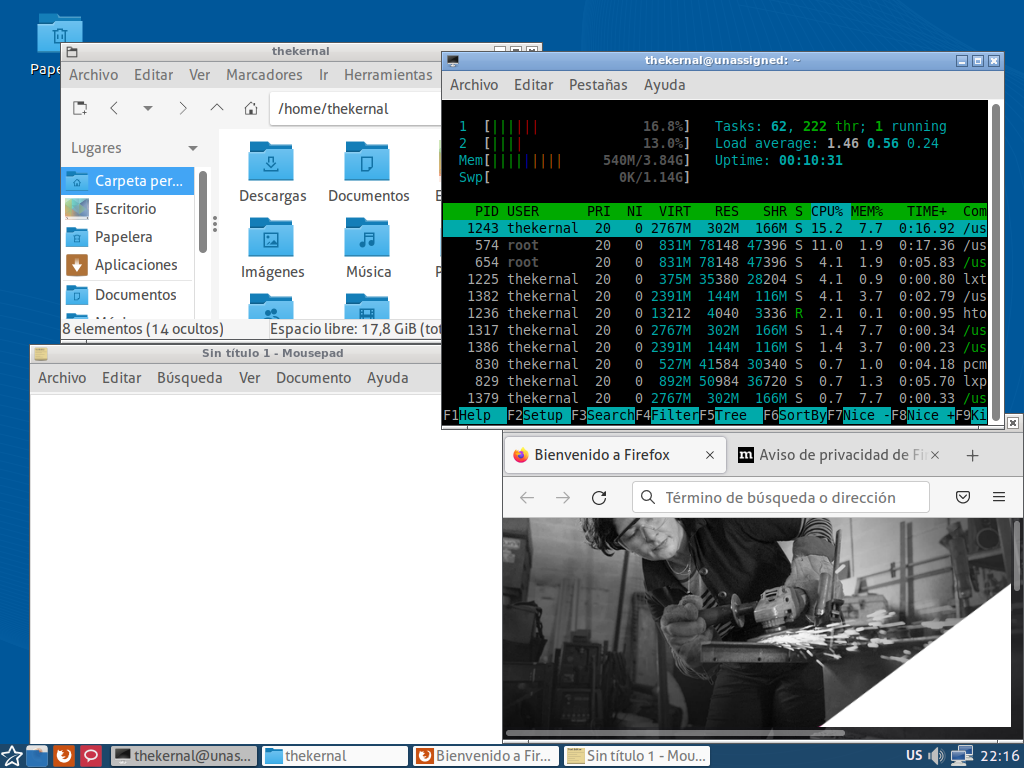 Pape
thekernal
Archivo Editar Ver Marcadores Ir Herramientas
/home/thekernal
Lugares
Carpeta per...
Escritorio
Papelera
Aplicaciones
Documentos
Descargas
Documentos
Imágenes
Música
8 elementos (14 ocultos) Espacio libre: 17,8 GiB (tot
thekernal@unassigned: ~
Archivo Editar Pestañas Ayuda
1 [|||||| 16.8%] Tasks: 62, 222 thr; 1 running
2 [|||| 13.0%] Load average: 1.46 0.56 0.24
Mem[||||||||| 540M/3.84G] Uptime: 00:10:31
Swp[ 0K/1.14G]
PID USER PRI NI VIRT RES SHR S CPU% MEM% TIME+ Com
1243 thekernal 20 0 2767M 302M 166M S 15.2 7.7 0:16.92 /us
574 root 20 0 831M 78148 47396 S 11.0 1.9 0:17.36 /us
654 root 20 0 831M 78148 47396 S 4.1 1.9 0:05.83 /us
1225 thekernal 20 0 375M 35380 28204 S 4.1 0.9 0:00.80 lxt
1382 thekernal 20 0 2391M 144M 116M S 4.1 3.7 0:02.79 /us
1236 thekernal 20 0 13212 4040 3336 R 2.1 0.1 0:00.95 hto
1317 thekernal 20 0 2767M 302M 166M S 1.4 7.7 0:00.34 /us
1386 thekernal 20 0 2391M 144M 116M S 1.4 3.7 0:00.23 /us
830 thekernal 20 0 527M 41584 30340 S 0.7 1.0 0:04.18 pcm
829 thekernal 20 0 892M 50984 36720 S 0.7 1.3 0:05.70 lxp
1379 thekernal 20 0 2767M 302M 166M S 0.7 7.7 0:00.33 /us
F1Help F2Setup F3SearchF4FilterF5Tree F6SortByF7Nice -F8Nice +F9Ki
Sin título 1 - Mousepad
Archivo Editar Búsqueda Ver Documento Ayuda
Bienvenido a Firefox
Aviso de privacidad de Fir
Término de búsqueda o dirección
thekernal@unas...
thekernal
Bienvenido a Fir...
Sin título 1 - Mou...
US
22:16